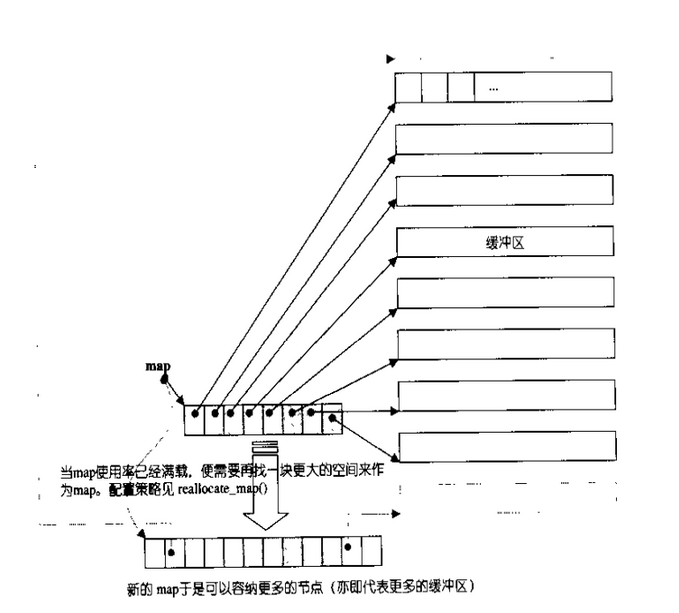 ...
缓冲区
map
当map使用率已经满载，便需要再找一块更大的空间来作
为map。配置策略见 reallocate_map()
新的 map于是可以容纳更多的节点（亦即代表更多的缓冲区）